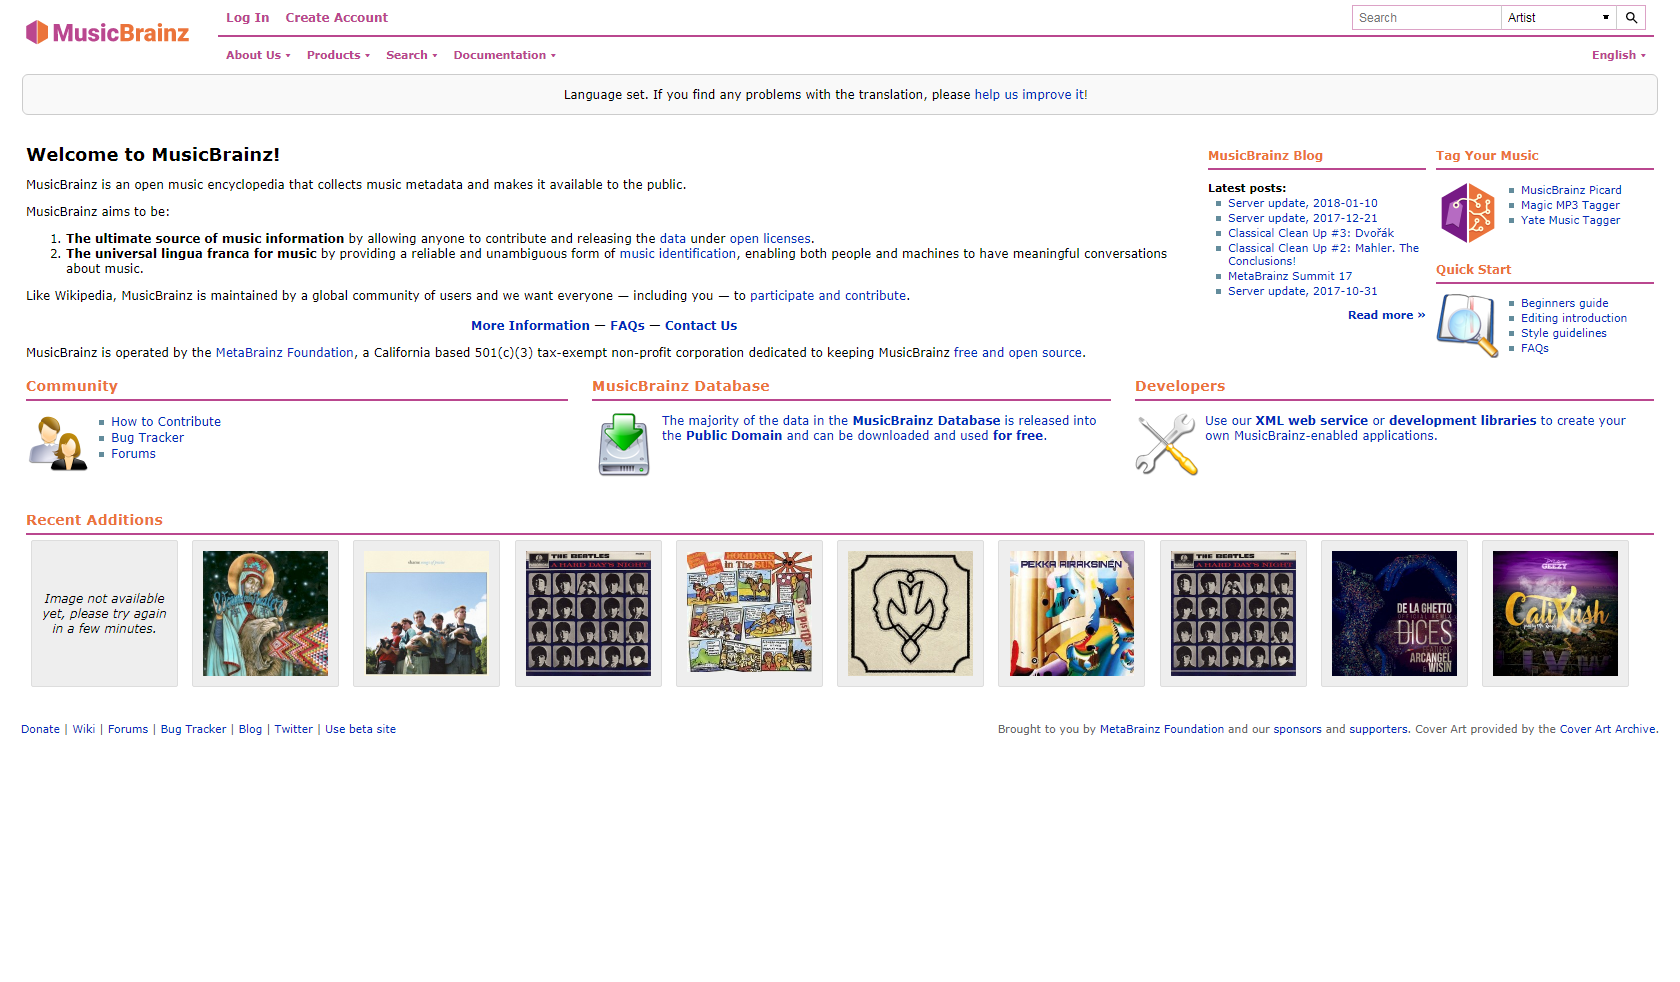 MusicBrainz
Log In Create Account
Search Artist
About Us Products Search Documentation English
Language set. If you find any problems with the translation, please help us improve it!
Welcome to MusicBrainz!
MusicBrainz is an open music encyclopedia that collects music metadata and makes it available to the public.
MusicBrainz aims to be:
1. The ultimate source of music information by allowing anyone to contribute and releasing the data under open licenses.
2. The universal lingua franca for music by providing a reliable and unambiguous form of music identification, enabling both people and machines to have meaningful conversations
about music.
Like Wikipedia, MusicBrainz is maintained by a global community of users and we want everyone — including you — to participate and contribute.
More Information — FAQs — Contact Us
MusicBrainz is operated by the MetaBrainz Foundation, a California based 501(c)(3) tax-exempt non-profit corporation dedicated to keeping MusicBrainz free and open source.
MusicBrainz Blog
Latest posts:
Server update, 2018-01-10
Server update, 2017-12-21
Classical Clean Up #3: Dvořák
Classical Clean Up #2: Mahler. The
Conclusions!
MetaBrainz Summit 17
Server update, 2017-10-31
Read more »
Tag Your Music
MusicBrainz Picard
Magic MP3 Tagger
Yate Music Tagger
Quick Start
Beginners guide
Editing introduction
Style guidelines
FAQs
Community
How to Contribute
Bug Tracker
Forums
MusicBrainz Database
The majority of the data in the MusicBrainz Database is released into
the Public Domain and can be downloaded and used for free.
Developers
Use our XML web service or development libraries to create your
own MusicBrainz-enabled applications.
Recent Additions
Image not available
yet, please try again
in a few minutes.
THE BEATLES
A HARD DAY'S NIGHT
HOLIDAYS
in The SUN
SEX PISTOLS
PEKKA AIRAKSINEN
THE BEATLES
A HARD DAY'S NIGHT
DE LA GHETTO
OFFICIAL REMIX
DICES
FEATURING
ARCANGEL
& WISIN
GEEZY
Cali Kush
Donate | Wiki | Forums | Bug Tracker | Blog | Twitter | Use beta site
Brought to you by MetaBrainz Foundation and our sponsors and supporters. Cover Art provided by the Cover Art Archive.